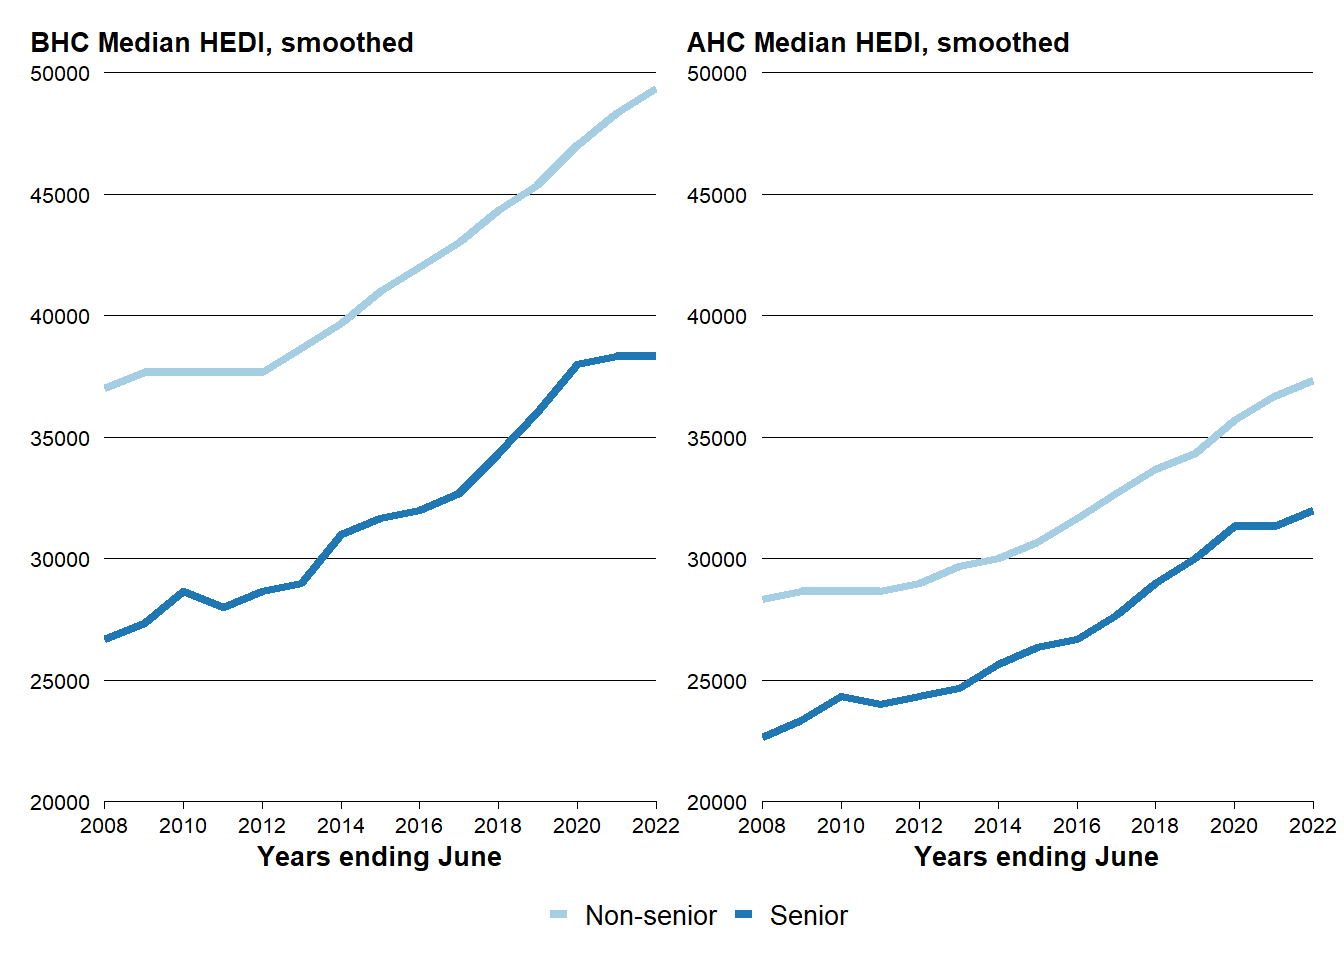 BHC Median HEDI, smoothed
50000
45000
40000
35000
30000
25000
20000
2008 2010 2012 2014 2016 2018 2020 2022
Years ending June
AHC Median HEDI, smoothed
50000
45000
40000
35000
30000
25000
20000
2008 2010 2012 2014 2016 2018 2020 2022
Years ending June
Non-senior Senior